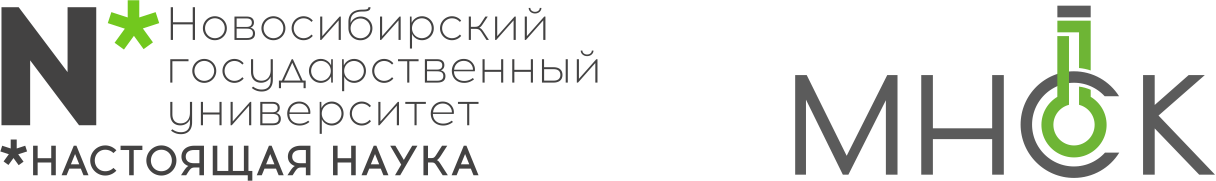 N* Новосибирский
государственный
университет
*НАСТОЯЩАЯ НАУКА
МНСК